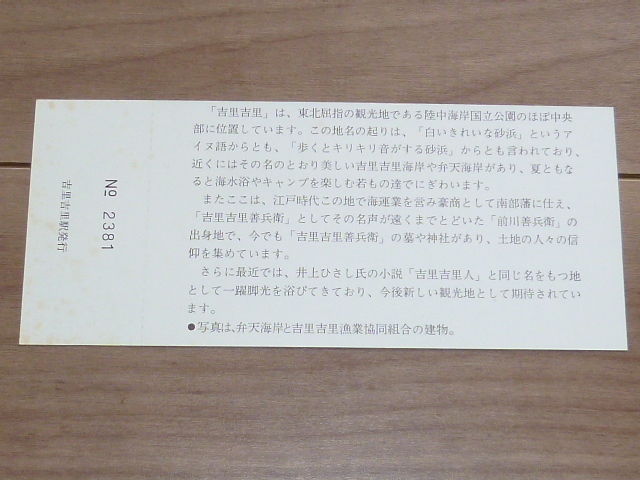 「吉里吉里」は、東北屈指の観光地である陸中海岸国立公園のほぼ中央
部に位置しています。この地名の起りは、「白いきれいな砂浜」というア
イヌ語からとも、「歩くとキリキリ音がする砂浜」からとも言われており、
近くにはその名のとおり美しい吉里吉里海岸や弁天海岸があり、夏ともな
ると海水浴やキャンプを楽しむ若もの達でにぎわいます。
またここは、江戸時代この地で海運業を営み豪商として南部藩に仕え、
「吉里吉里善兵衛」としてその名声が遠くまでとどいた「前川善兵衛」の
出身地で、今でも「吉里吉里善兵衛」の墓や神社があり、土地の人々の信
仰を集めています。
さらに最近では、井上ひさし氏の小説「吉里吉里人」と同じ名をもつ地
として一躍脚光を浴びてきており、今後新しい観光地として期待されてい
ます。
●写真は、弁天海岸と吉里吉里漁業協同組合の建物。
№ 2381
吉里吉里駅発行